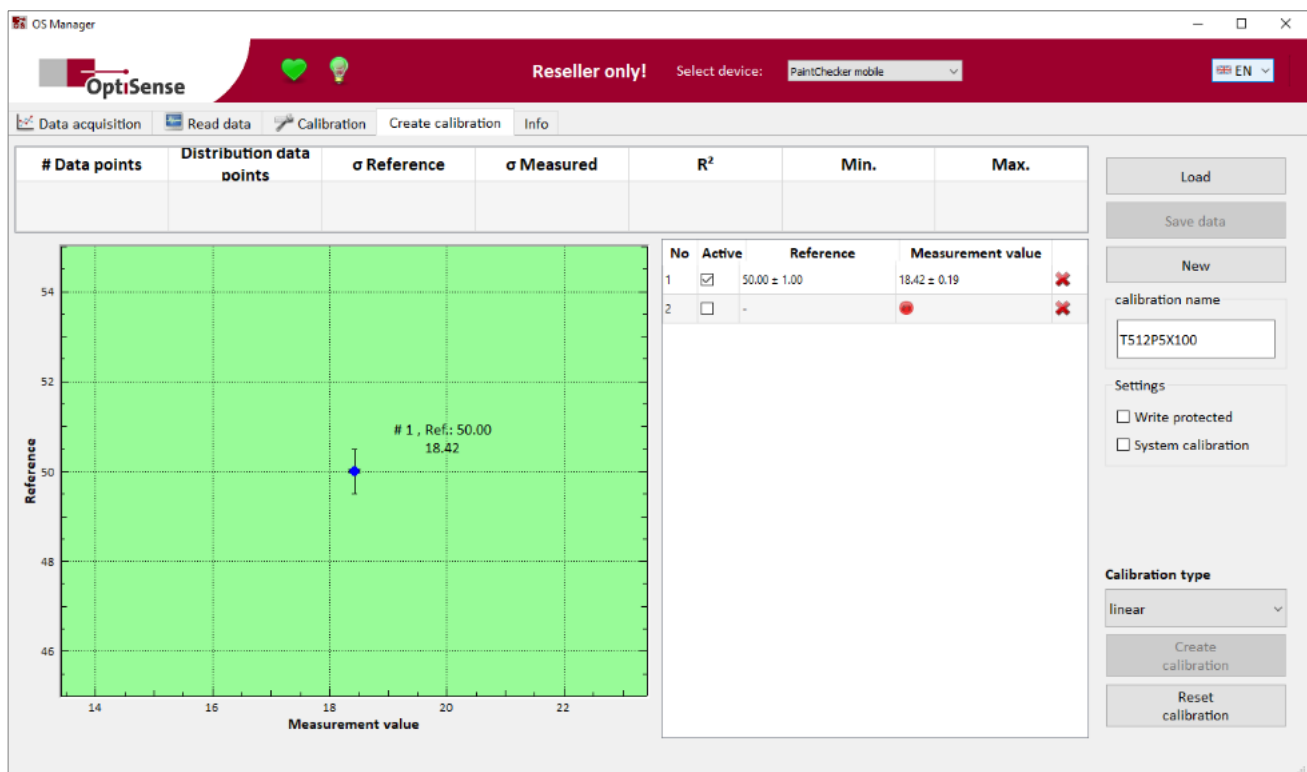 OS Manager
OptiSense
Reseller only!
Select device:
PaintChecker mobile
EN
Data acquisition
Read data
Calibration
Create calibration
Info
# Data points
Distribution data
points
σ Reference
σ Measured
R²
Min.
Max.
Load
Save data
New
calibration name
T512P5X100
Settings
Write protected
System calibration
Calibration type
linear
Create
calibration
Reset
calibration
No Active Reference Measurement value
1 50.00 ± 1.00 18.42 ± 0.19
2 -
54
52
50
48
46
Reference
# 1 , Ref.: 50.00
18.42
14 16 18 20 22
Measurement value